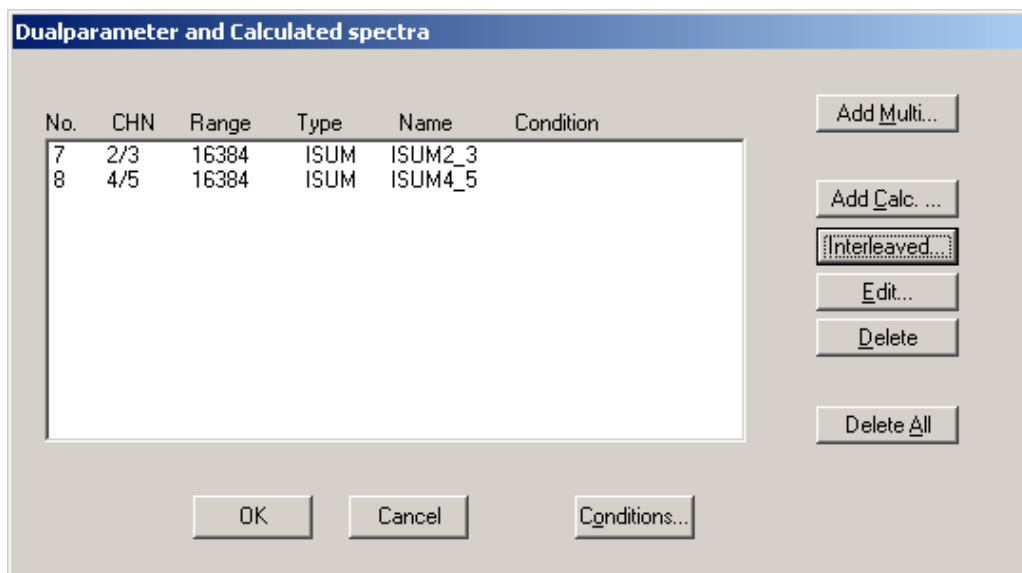 Dualparameter and Calculated spectra
No. CHN Range Type Name Condition
7 2/3 16384 ISUM ISUM2_3
8 4/5 16384 ISUM ISUM4_5
Add Multi...
Add Calc. ...
Interleaved...
Edit...
Delete
Delete All
OK Cancel Conditions...